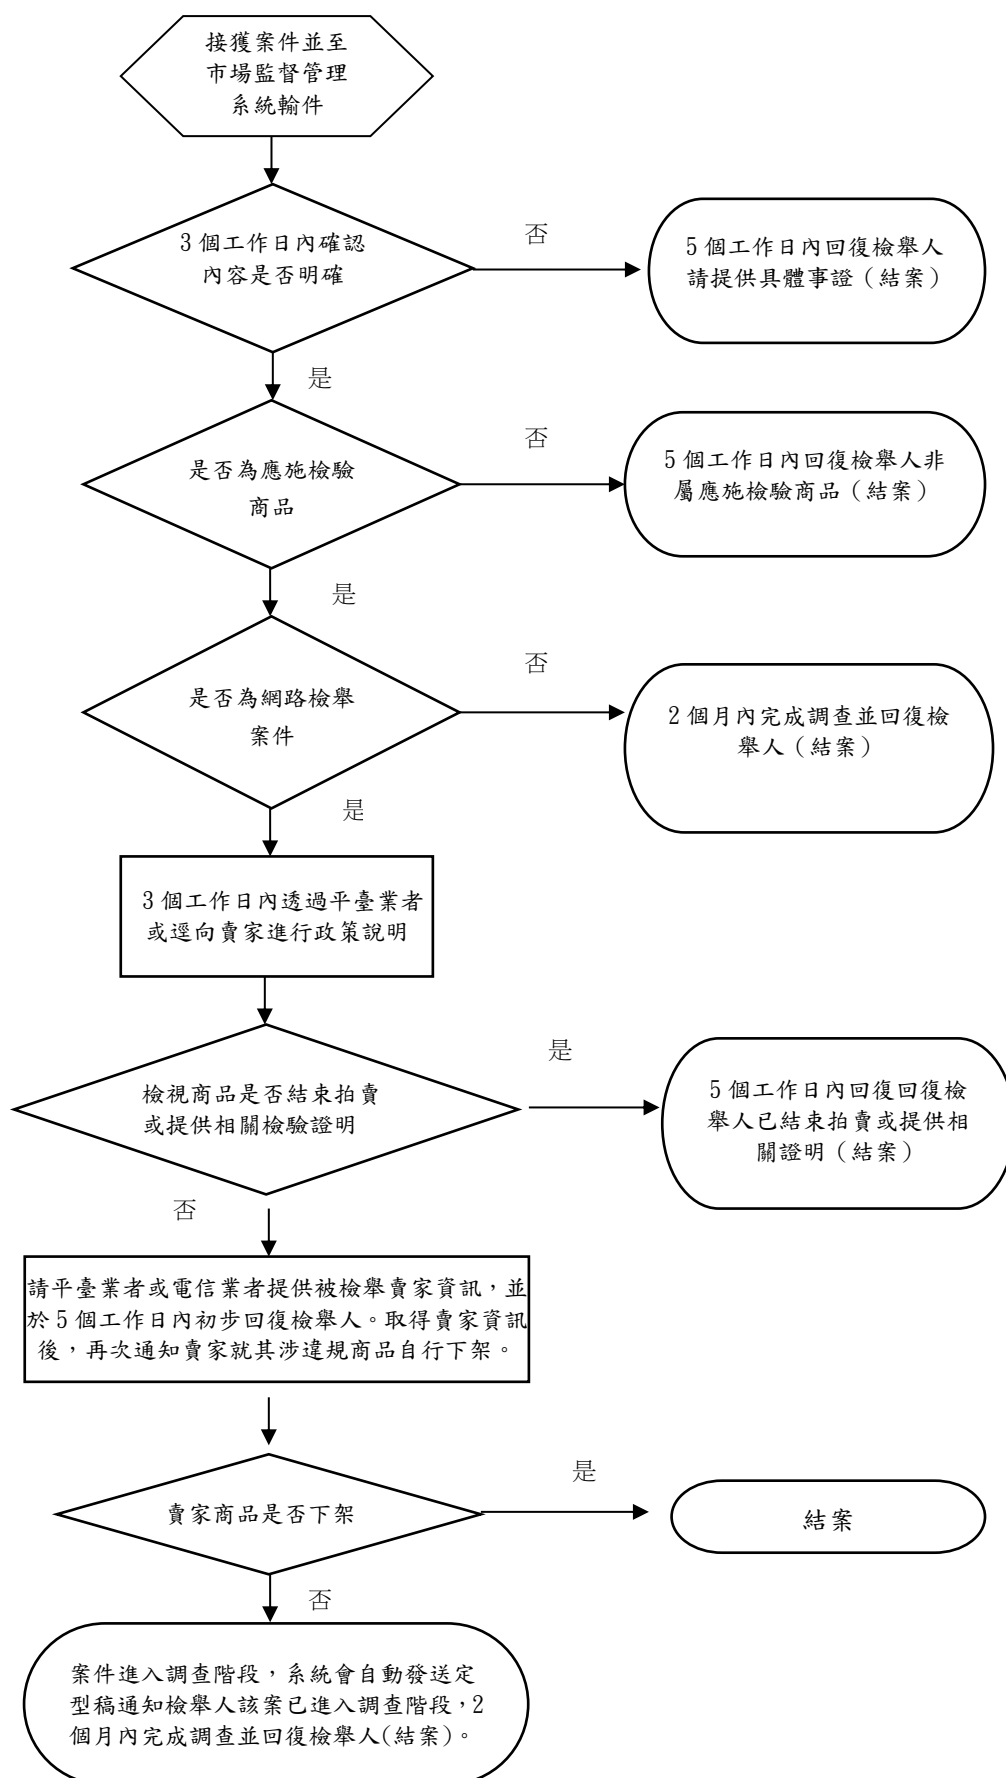 接獲案件並至
市場監督管理
系統輸件
3 個工作日內確認
內容是否明確
否
5 個工作日內回復檢舉人
請提供具體事證（結案）
是
是否為應施檢驗
商品
否
5 個工作日內回復檢舉人非
屬應施檢驗商品（結案）
是
是否為網路檢舉
案件
否
2 個月內完成調查並回復檢
舉人（結案）
是
3 個工作日內透過平臺業者
或逕向賣家進行政策說明
檢視商品是否結束拍賣
或提供相關檢驗證明
是
5 個工作日內回復回復檢
舉人已結束拍賣或提供相
關證明（結案）
否
請平臺業者或電信業者提供被檢舉賣家資訊，並
於 5 個工作日內初步回復檢舉人。取得賣家資訊
後，再次通知賣家就其涉違規商品自行下架。
賣家商品是否下架
是
結案
否
案件進入調查階段，系統會自動發送定
型稿通知檢舉人該案已進入調查階段，2
個月內完成調查並回復檢舉人(結案)。